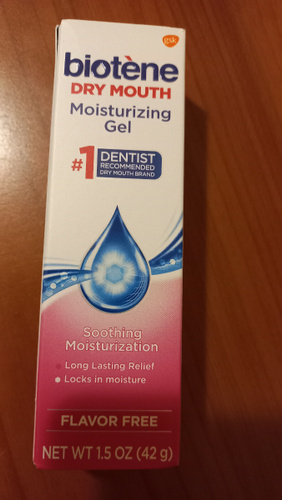 gsk
biotène
DRY MOUTH
Moisturizing
Gel
#1 DENTIST
RECOMMENDED
DRY MOUTH BRAND
Soothing
Moisturization
• Long Lasting Relief
• Locks in moisture
FLAVOR FREE
NET WT 1.5 OZ (42 g)